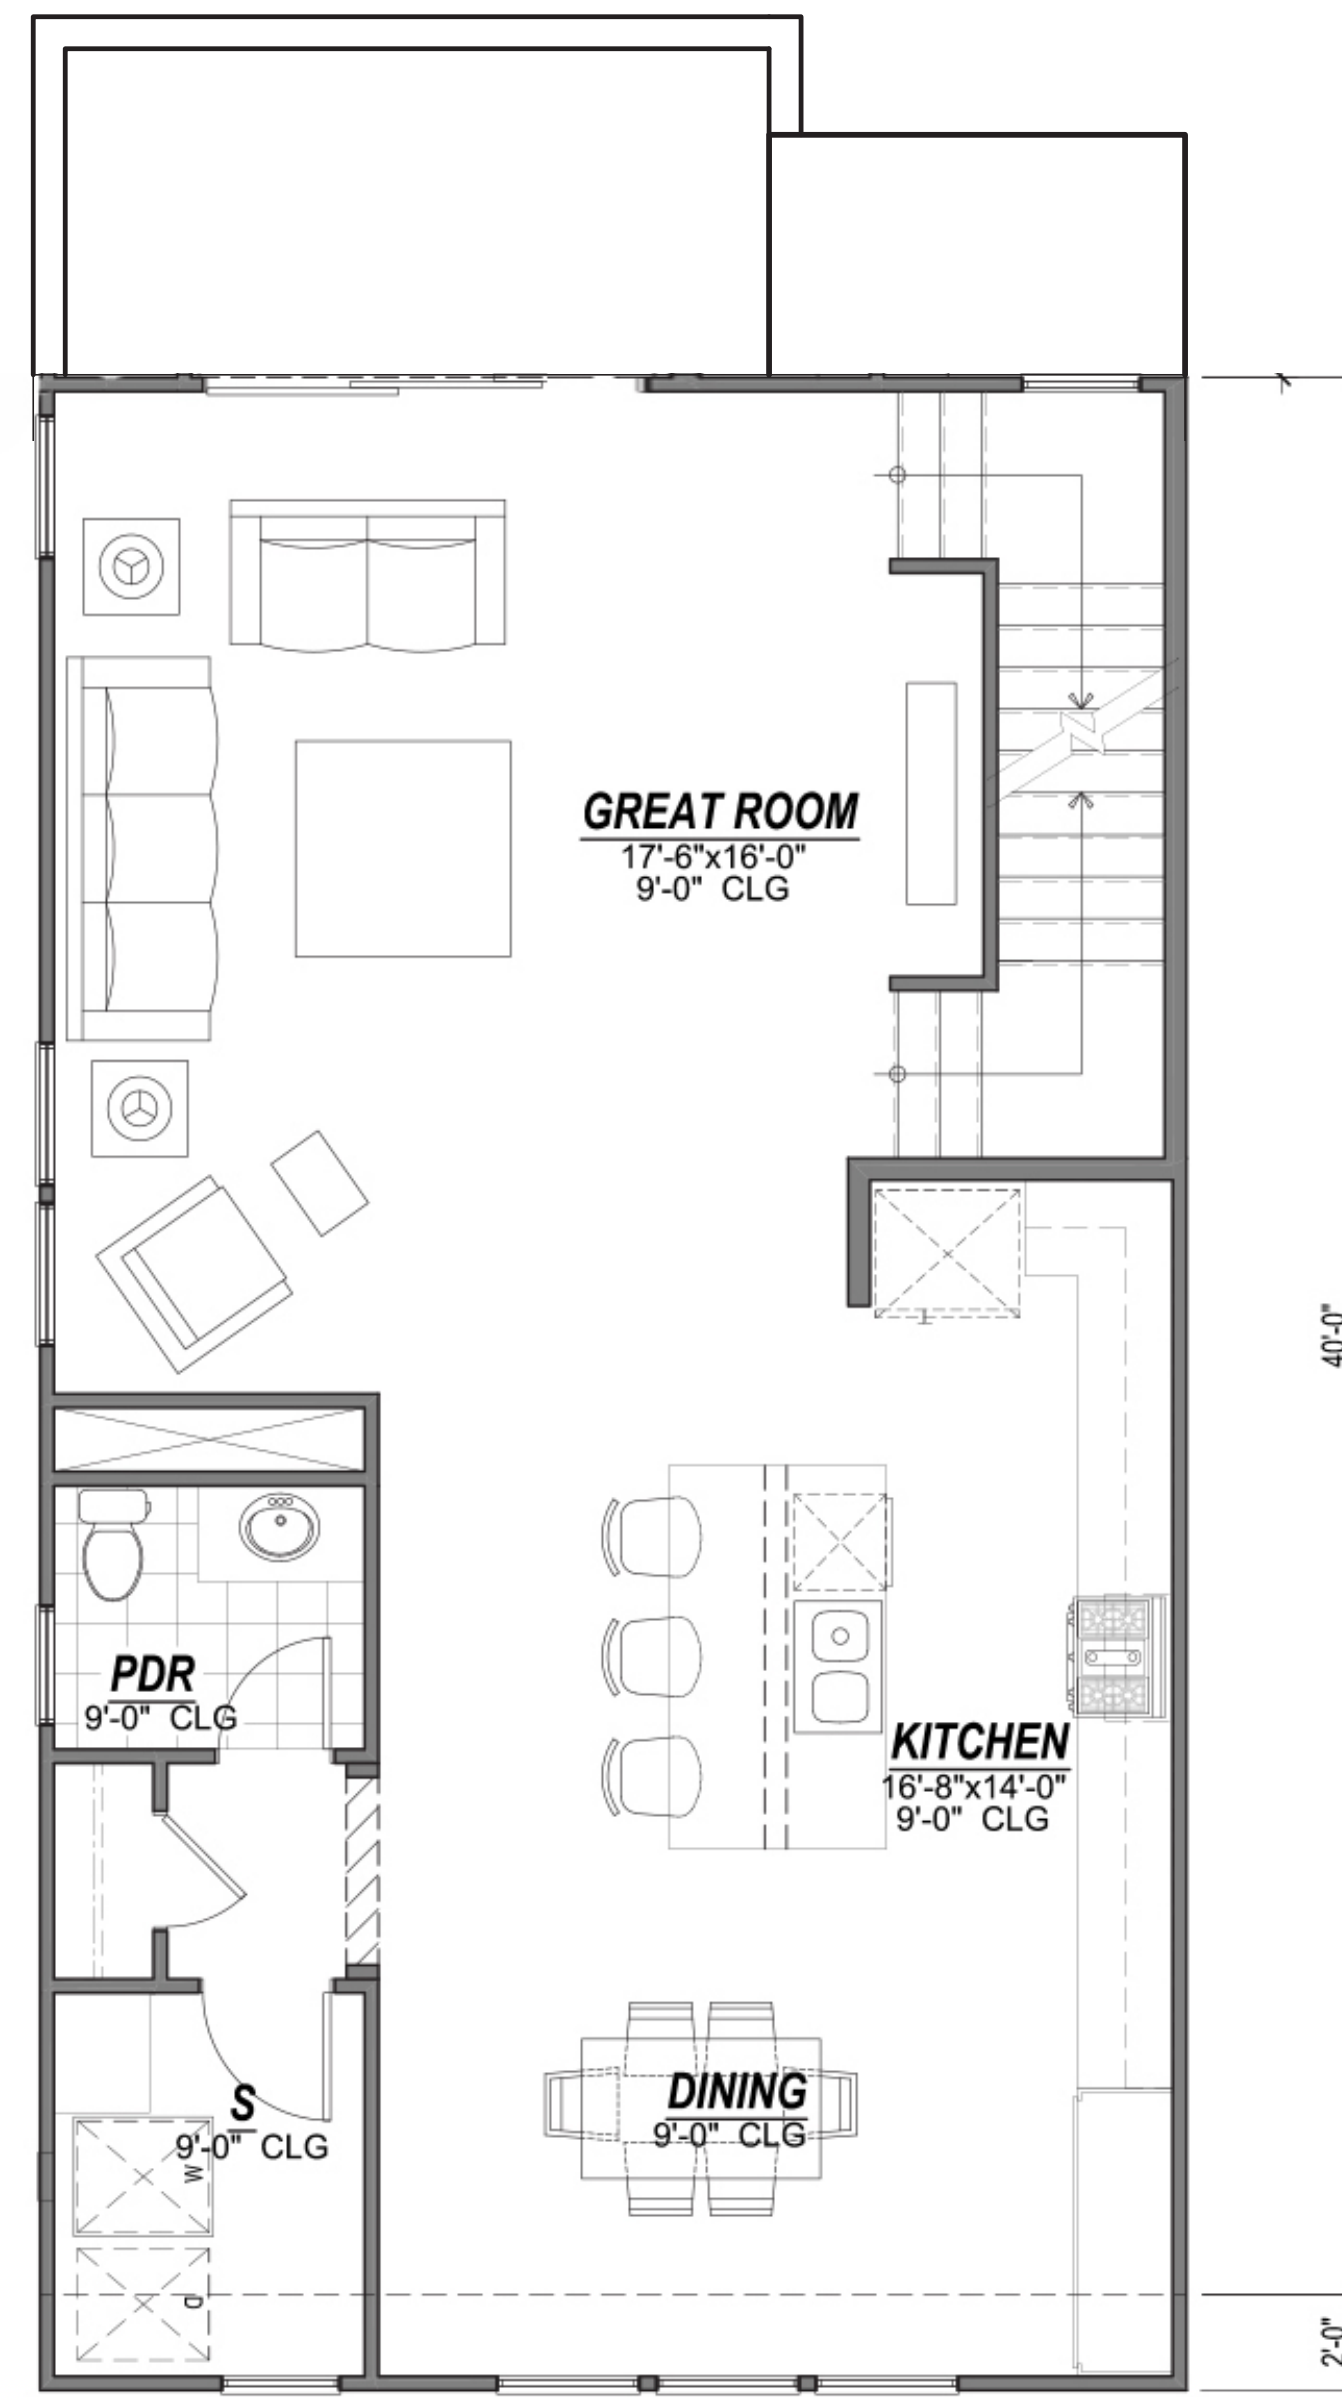 GREAT ROOM
17'-6"x16'-0"
9'-0" CLG
40'-0"
PDR
9'-0" CLG
KITCHEN
16'-8"x14'-0"
9'-0" CLG
S
9'-0" CLG
W
D
DINING
9'-0" CLG
2'-0"